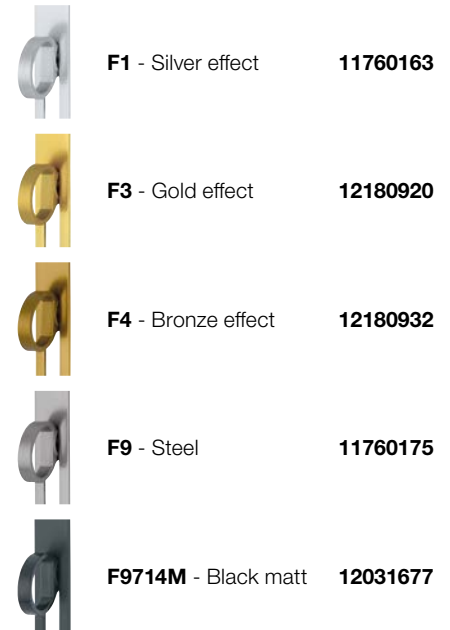 F1 - Silver effect 11760163
F3 - Gold effect 12180920
F4 - Bronze effect 12180932
F9 - Steel 11760175
F9714M - Black matt 12031677